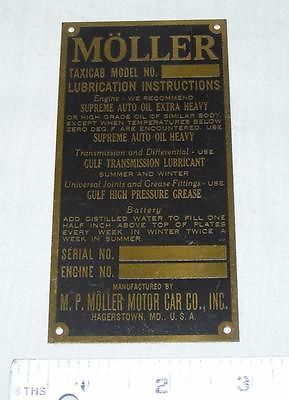 MÖLLER
TAXICAB MODEL NO.
LUBRICATION INSTRUCTIONS
Engine - WE RECOMMEND
SUPREME AUTO OIL EXTRA HEAVY
OR HIGH GRADE OIL OF SIMILAR BODY.
EXCEPT WHEN TEMPERATURES BELOW
ZERO DEG. F. ARE ENCOUNTERED. USE
SUPREME AUTO OIL HEAVY
Transmission and Differential - USE
GULF TRANSMISSION LUBRICANT
SUMMER AND WINTER
Universal Joints and Grease Fittings - USE
GULF HIGH PRESSURE GREASE
Battery
ADD DISTILLED WATER TO FILL ONE
HALF INCH ABOVE TOP OF PLATES
EVERY WEEK IN WINTER TWICE A
WEEK IN SUMMER
SERIAL NO.
ENGINE NO.
MANUFACTURED BY
M. P. MÖLLER MOTOR CAR CO., INC.
HAGERSTOWN, MD., U. S. A.
8 THS 1 2 3